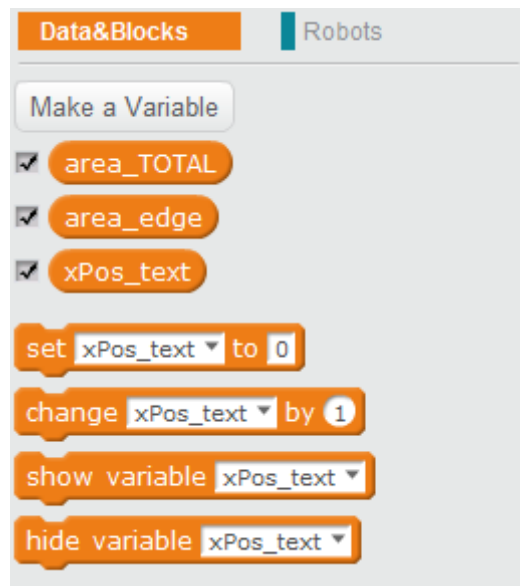 Data&Blocks Robots
Make a Variable
area_TOTAL
area_edge
xPos_text
set xPos_text to 0
change xPos_text by 1
show variable xPos_text
hide variable xPos_text